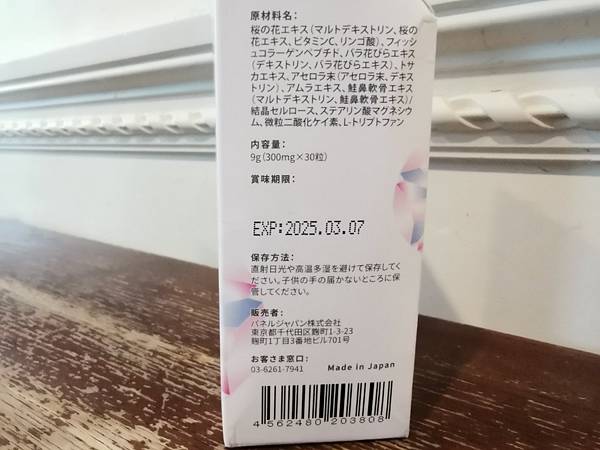 原材料名：
桜の花エキス（マルトデキストリン、桜の
花エキス、ビタミンC、リンゴ酸）、フィッシ
ュコラーゲンペプチド、バラ花びらエキス
（デキストリン、バラ花びらエキス）、トサ
カエキス、アセロラ末（アセロラ末、デキス
トリン）、アムラエキス、鮭鼻軟骨エキス
（マルトデキストリン、鮭鼻軟骨エキス）/
結晶セルロース、ステアリン酸マグネシウ
ム、微粒二酸化ケイ素、L-トリプトファン
内容量：
9g（300mg×30粒）
賞味期限：
EXP:2025.03.07
保存方法：
直射日光や高温多湿を避けて保存してく
ださい。子供の手の届かないところに保
管してください。
販売者：
パネルジャパン株式会社
東京都千代田区麹町1-3-23
麹町1丁目3番地ビル701号
お客さま窓口：
03-6261-7941
Made in Japan
4562480203808